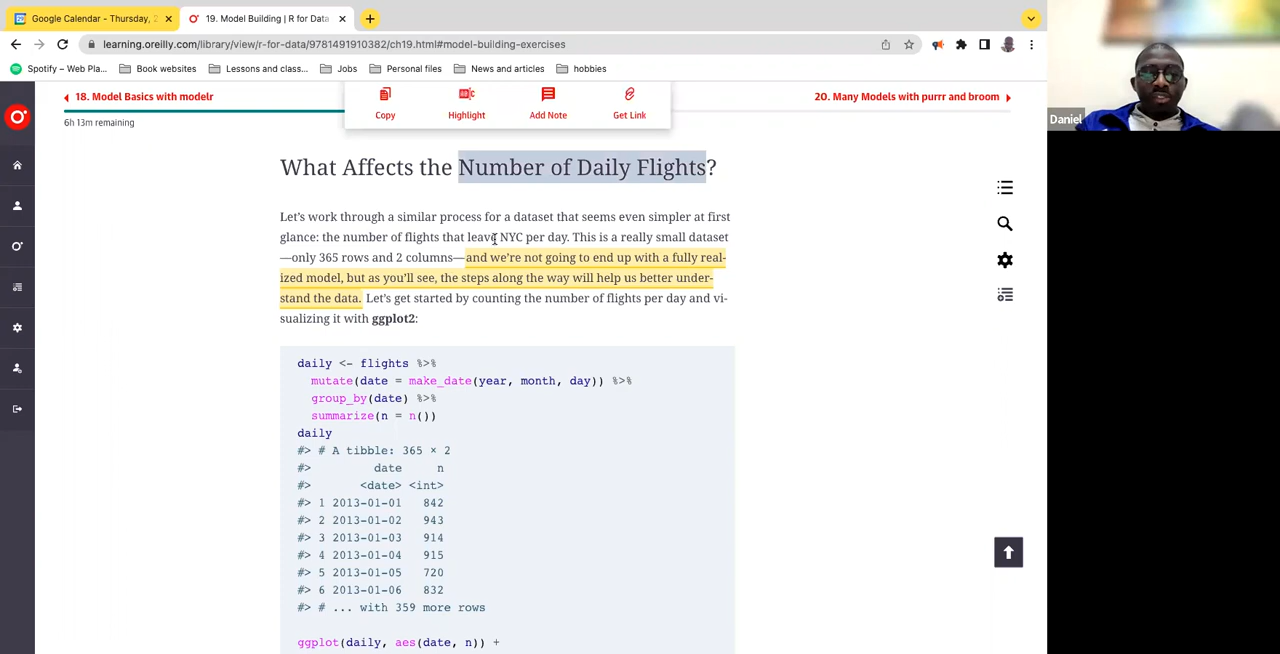 Google Calendar - Thursday, 2
19. Model Building | R for Data
learning.oreilly.com/library/view/r-for-data/9781491910382/ch19.html#model-building-exercises
Spotify – Web Pla...
Book websites
Lessons and class...
Jobs
Personal files
News and articles
hobbies
18. Model Basics with modelr
20. Many Models with purrr and broom
6h 13m remaining
Copy
Highlight
Add Note
Get Link
Daniel
What Affects the Number of Daily Flights?
Let’s work through a similar process for a dataset that seems even simpler at first
glance: the number of flights that leave NYC per day. This is a really small dataset
—only 365 rows and 2 columns—and we’re not going to end up with a fully real-
ized model, but as you’ll see, the steps along the way will help us better under-
stand the data. Let’s get started by counting the number of flights per day and vi-
sualizing it with ggplot2:
daily <- flights %>%
mutate(date = make_date(year, month, day)) %>%
group_by(date) %>%
summarize(n = n())
daily
#> # A tibble: 365 × 2
#> date n
#> <date> <int>
#> 1 2013-01-01 842
#> 2 2013-01-02 943
#> 3 2013-01-03 914
#> 4 2013-01-04 915
#> 5 2013-01-05 720
#> 6 2013-01-06 832
#> # ... with 359 more rows
ggplot(daily, aes(date, n)) +